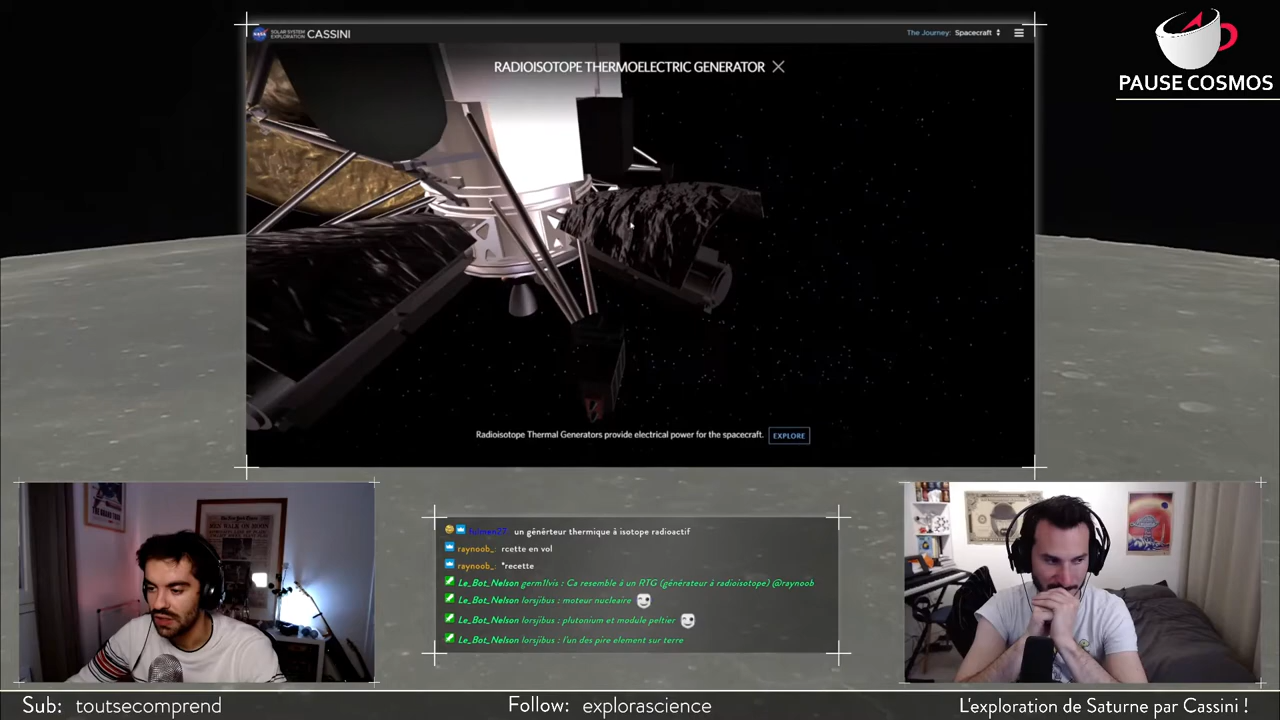 SOLAR SYSTEM
EXPLORATION CASSINI
The Journey: Spacecraft
RADIOISOTOPE THERMOELECTRIC GENERATOR
PAUSE COSMOS
Radioisotope Thermal Generators provide electrical power for the spacecraft. EXPLORE
un générteur thermique à isotope radioactif
raynoob_: rcette en vol
raynoob_: *recette
Le_Bot_Nelson germ1lvis : Ca resemble à un RTG (générateur à radioisotope) @raynoob
Le_Bot_Nelson lorsjibus : moteur nucleaire
Le_Bot_Nelson lorsjibus : plutonium et module peltier
Le_Bot_Nelson lorsjibus : l'un des pire element sur terre
Sub: toutsecomprend
Follow: explorascience
L'exploration de Saturne par Cassini !